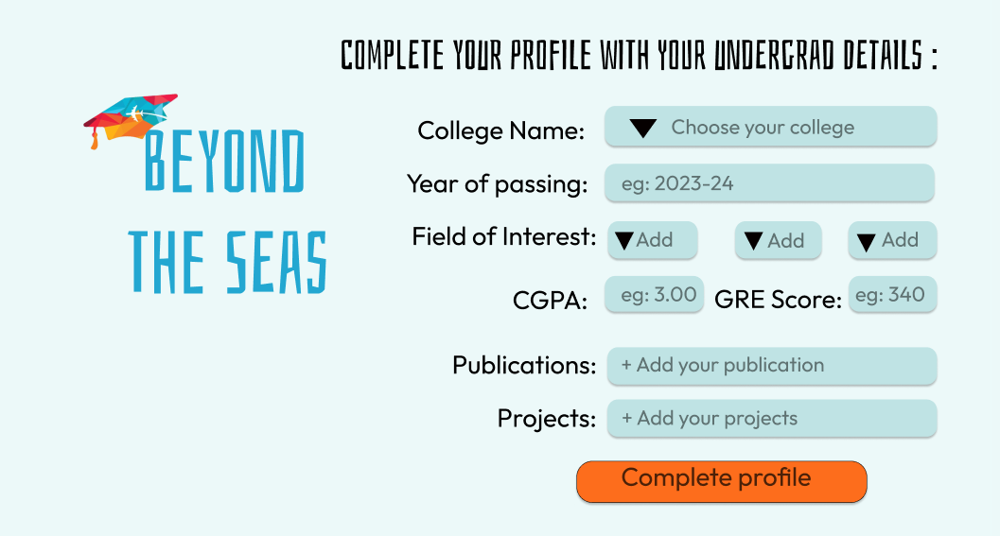 COMPLETE YOUR PROFILE WITH YOUR UNDERGRAD DETAILS :
BEYOND
THE SEAS
College Name: Choose your college
Year of passing: eg: 2023-24
Field of Interest: Add Add Add
CGPA: eg: 3.00 GRE Score: eg: 340
Publications: + Add your publication
Projects: + Add your projects
Complete profile